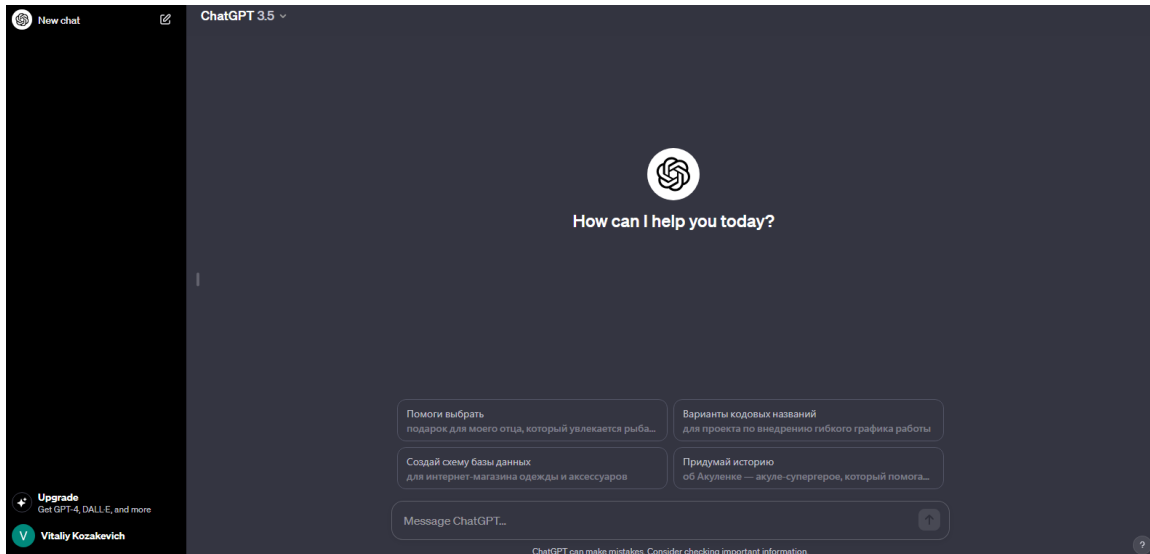 New chat
ChatGPT 3.5
How can I help you today?
Помоги выбрать
подарок для моего отца, который увлекается рыба...
Варианты кодовых названий
для проекта по внедрению гибкого графика работы
Создай схему базы данных
для интернет-магазина одежды и аксессуаров
Придумай историю
об Акуленке — акуле-супергерое, который помога...
Upgrade
Get GPT-4, DALL·E, and more
V
Vitaliy Kozakevich
Message ChatGPT...
ChatGPT can make mistakes. Consider checking important information.
?